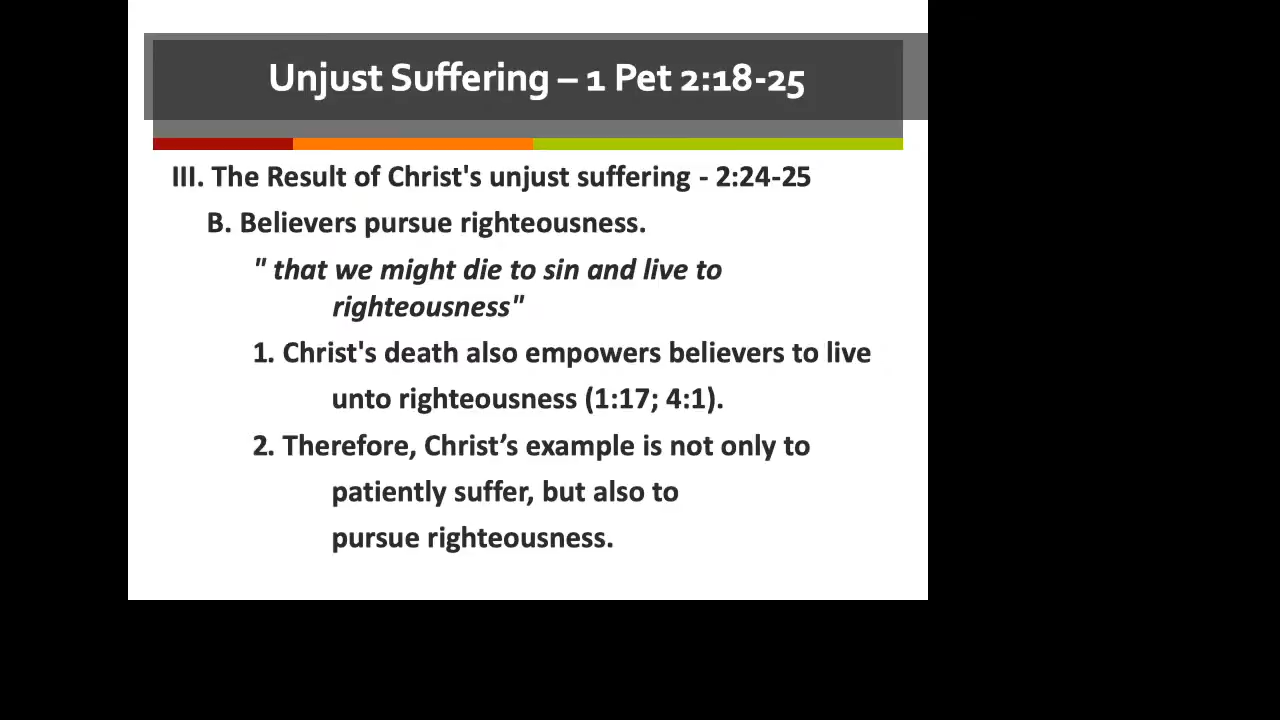 Unjust Suffering – 1 Pet 2:18-25
III. The Result of Christ's unjust suffering - 2:24-25
B. Believers pursue righteousness.
" that we might die to sin and live to
righteousness"
1. Christ's death also empowers believers to live
unto righteousness (1:17; 4:1).
2. Therefore, Christ’s example is not only to
patiently suffer, but also to
pursue righteousness.